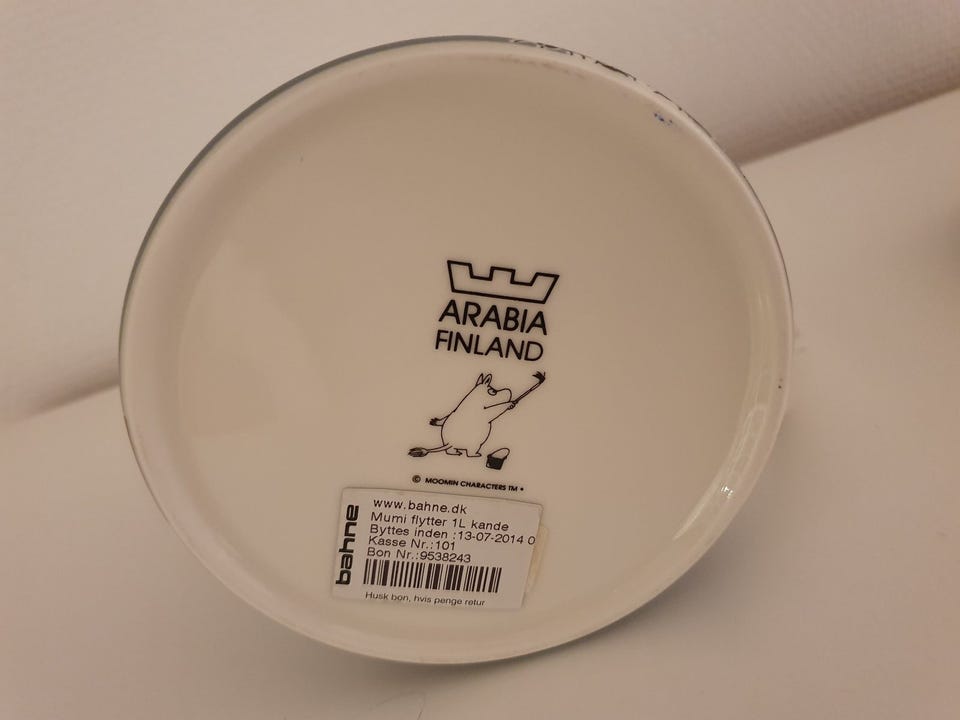 ARABIA
FINLAND
© MOOMIN CHARACTERS TM
bahne
www.bahne.dk
Mumi flytter 1L kande
Byttes inden :13-07-2014 0
Kasse Nr.:101
Bon Nr.:9538243
Husk bon, hvis penge retur